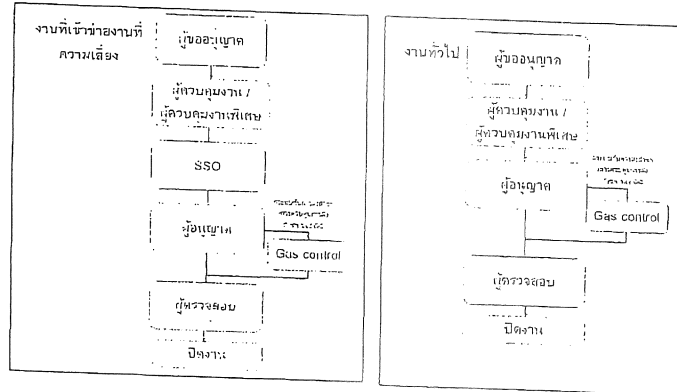 งานที่เข้าข่ายงานที่
ความเสี่ยง
ผู้ขออนุญาต
ผู้ควบคุมงาน /
ผู้ควบคุมงานพิเศษ
SSO
ผู้อนุญาต
Gas control
ผู้ตรวจสอบ
ปิดงาน
งานทั่วไป
ผู้ขออนุญาต
ผู้ควบคุมงาน /
ผู้ควบคุมงานพิเศษ
ผู้อนุญาต
Gas control
ผู้ตรวจสอบ
ปิดงาน